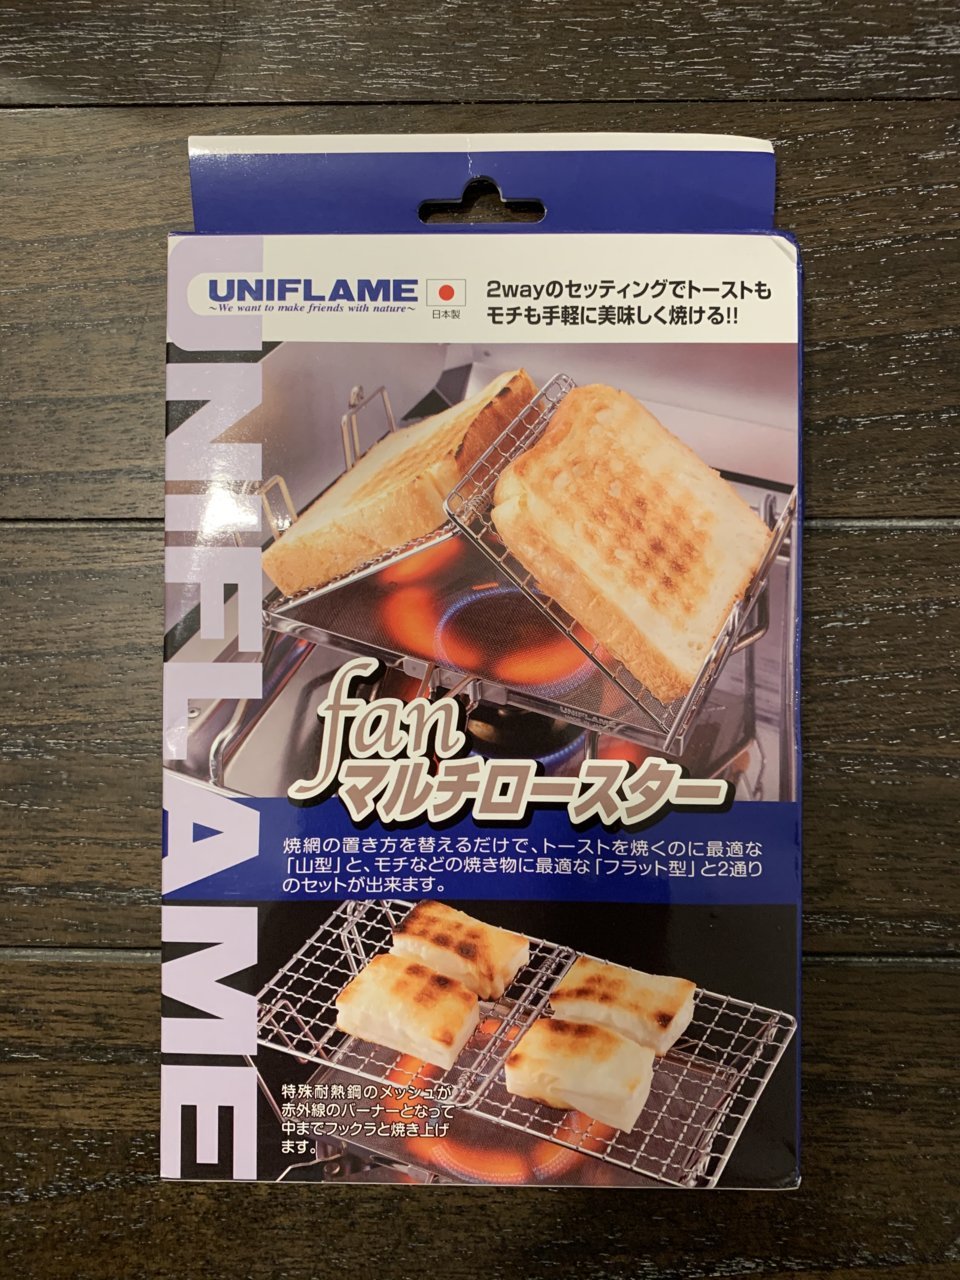 UNIFLAME
~We want to make friends with nature~
日本製
2wayのセッティングでトーストも
モチも手軽に美味しく焼ける!!
UNIFLAME
UNIFLAME
fan
マルチロースター
焼網の置き方を替えるだけで、トーストを焼くのに最適な
「山型」と、モチなどの焼き物に最適な「フラット型」と2通り
のセットが出来ます。
特殊耐熱鋼のメッシュが
赤外線のバーナーとなって
中までフックラと焼き上げ
ます。